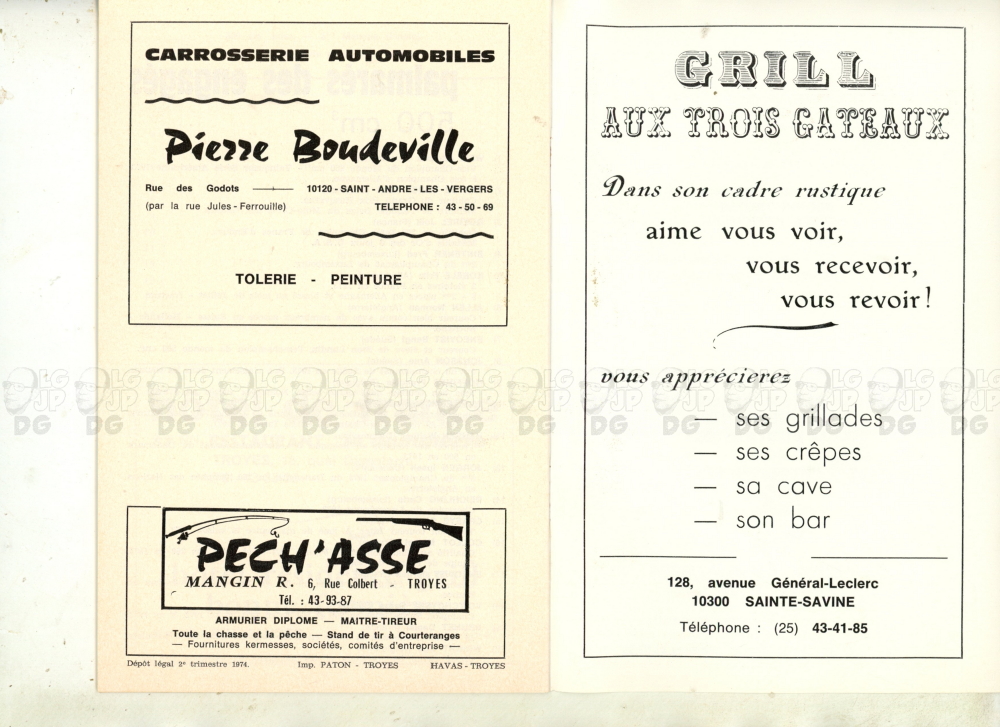 CARROSSERIE AUTOMOBILES
Pierre Boudeville
Rue des Godots — 10120 - SAINT - ANDRE - LES - VERGERS
(par la rue Jules - Ferrouille) TELEPHONE : 43 - 50 - 69
TOLERIE - PEINTURE
PECH'ASSE
MANGIN R. 6, Rue Colbert - TROYES
Tél. : 43-93-87
ARMURIER DIPLOME — MAITRE-TIREUR
Toute la chasse et la pêche — Stand de tir à Courteranges
— Fournitures kermesses, sociétés, comités d'entreprise —
Dépôt légal 2e trimestre 1974. Imp. PATON - TROYES HAVAS - TROYES
GRILL
AUX TROIS GATEAUX
Dans son cadre rustique
aime vous voir,
vous recevoir,
vous revoir !
vous apprécierez
— ses grillades
— ses crêpes
— sa cave
— son bar
128, avenue Général-Leclerc
10300 SAINTE-SAVINE
Téléphone : (25) 43-41-85
LG JP DG